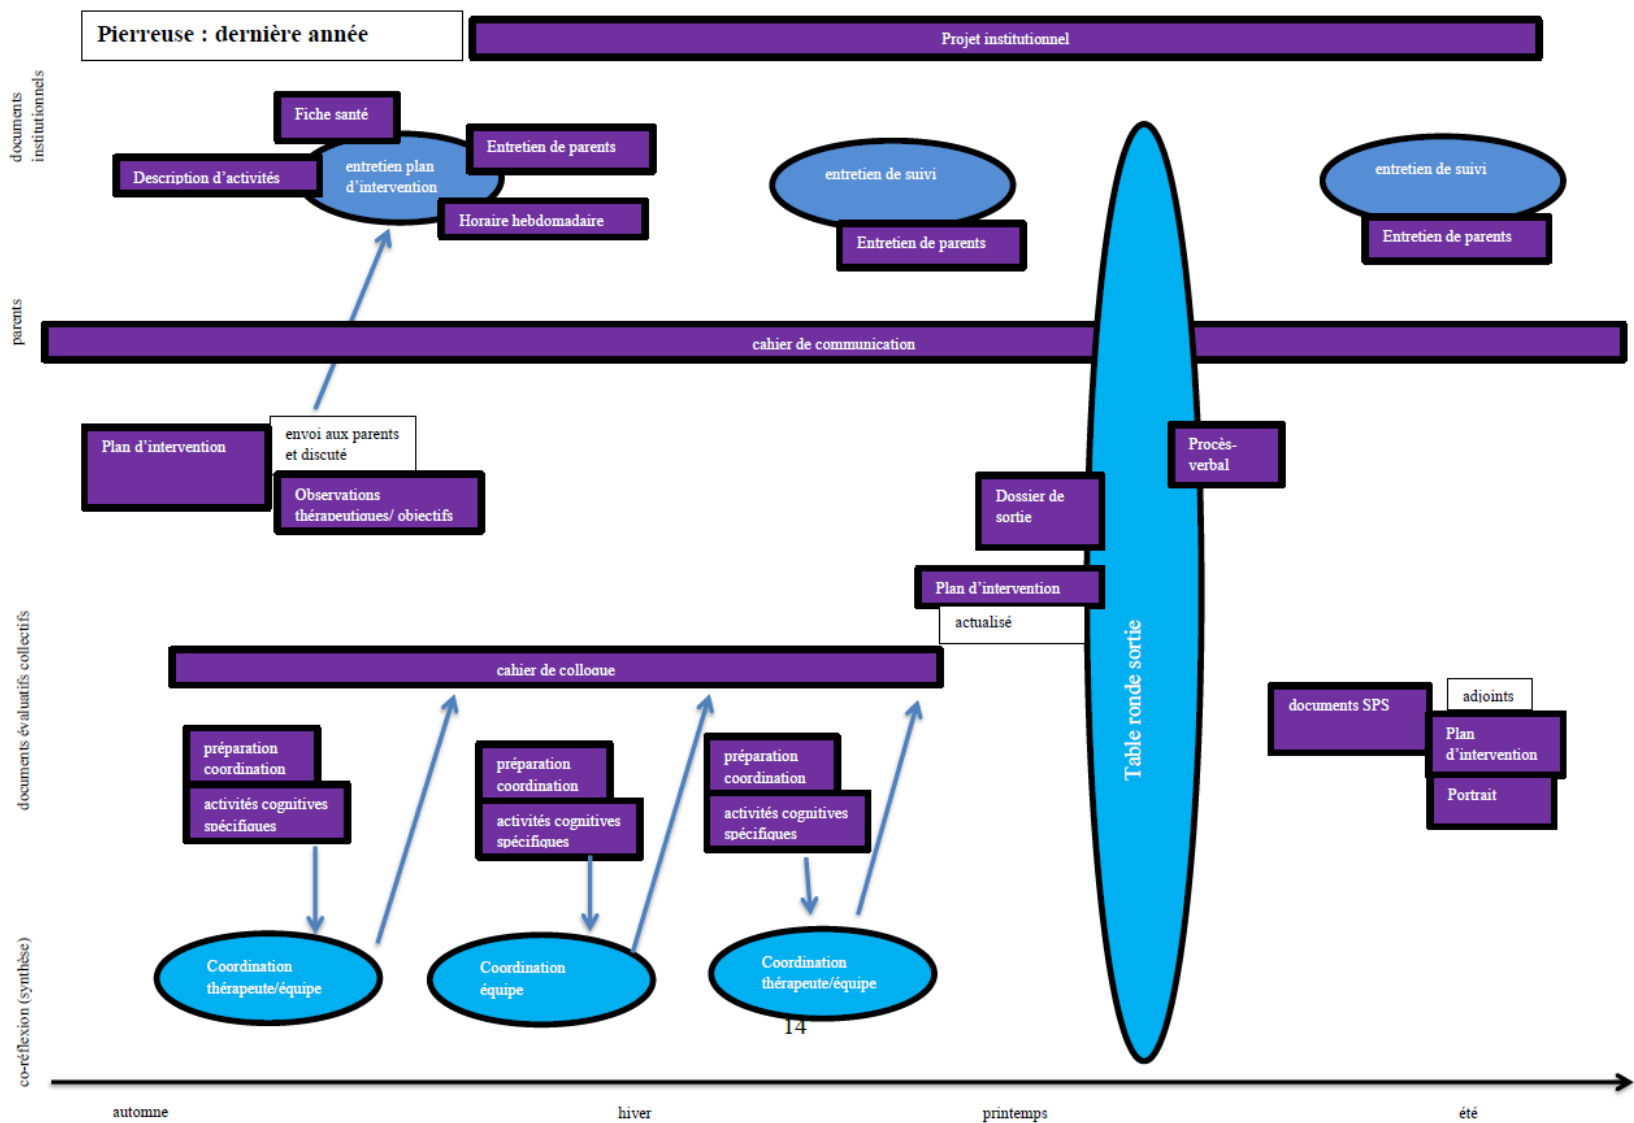 Pierreuse : dernière année
Projet institutionnel
documents
institutionnels
Fiche santé
Description d'activités
entretien plan
d'intervention
Entretien de parents
Horaire hebdomadaire
entretien de suivi
Entretien de parents
entretien de suivi
Entretien de parents
parents
cahier de communication
Plan d'intervention
envoi aux parents
et discuté
Observations
thérapeutiques/ objectifs
Procès-
verbal
Dossier de
sortie
Plan d'intervention
actualisé
Table ronde sortie
documents évaluatifs collectifs
cahier de colloque
préparation
coordination
activités cognitives
spécifiques
préparation
coordination
activités cognitives
spécifiques
préparation
coordination
activités cognitives
spécifiques
documents SPS
adjoints
Plan
d'intervention
Portrait
co-réflexion (synthèse)
Coordination
thérapeute/équipe
Coordination
équipe
Coordination
thérapeute/équipe
14
automne
hiver
printemps
été